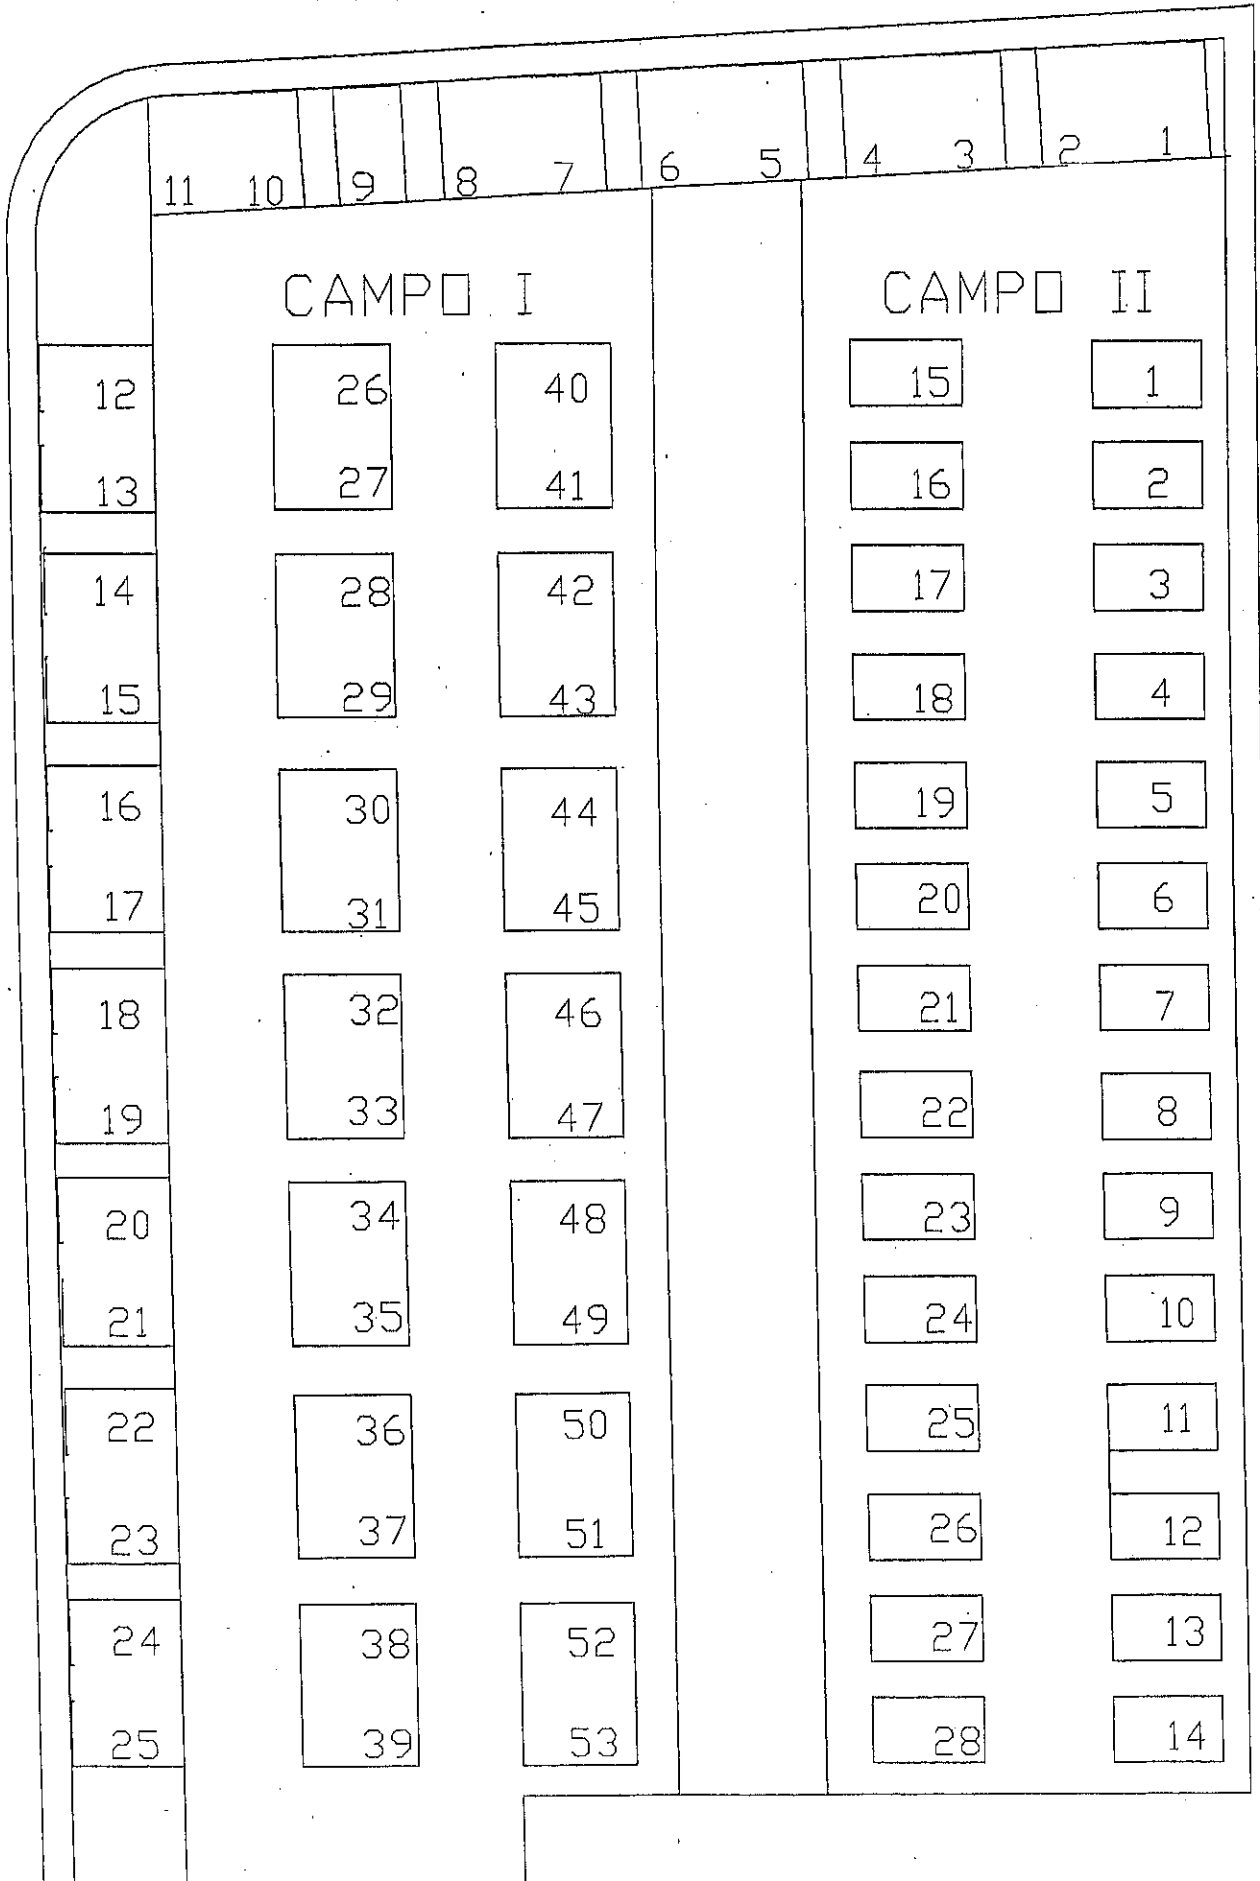 11 10 9 8 7 6 5 4 3 2 1
CAMPO I CAMPO II
12 26 40 15 1
13 27 41 16 2
14 28 42 17 3
15 29 43 18 4
16 30 44 19 5
17 31 45 20 6
18 32 46 21 7
19 33 47 22 8
20 34 48 23 9
21 35 49 24 10
22 36 50 25 11
23 37 51 26 12
24 38 52 27 13
25 39 53 28 14